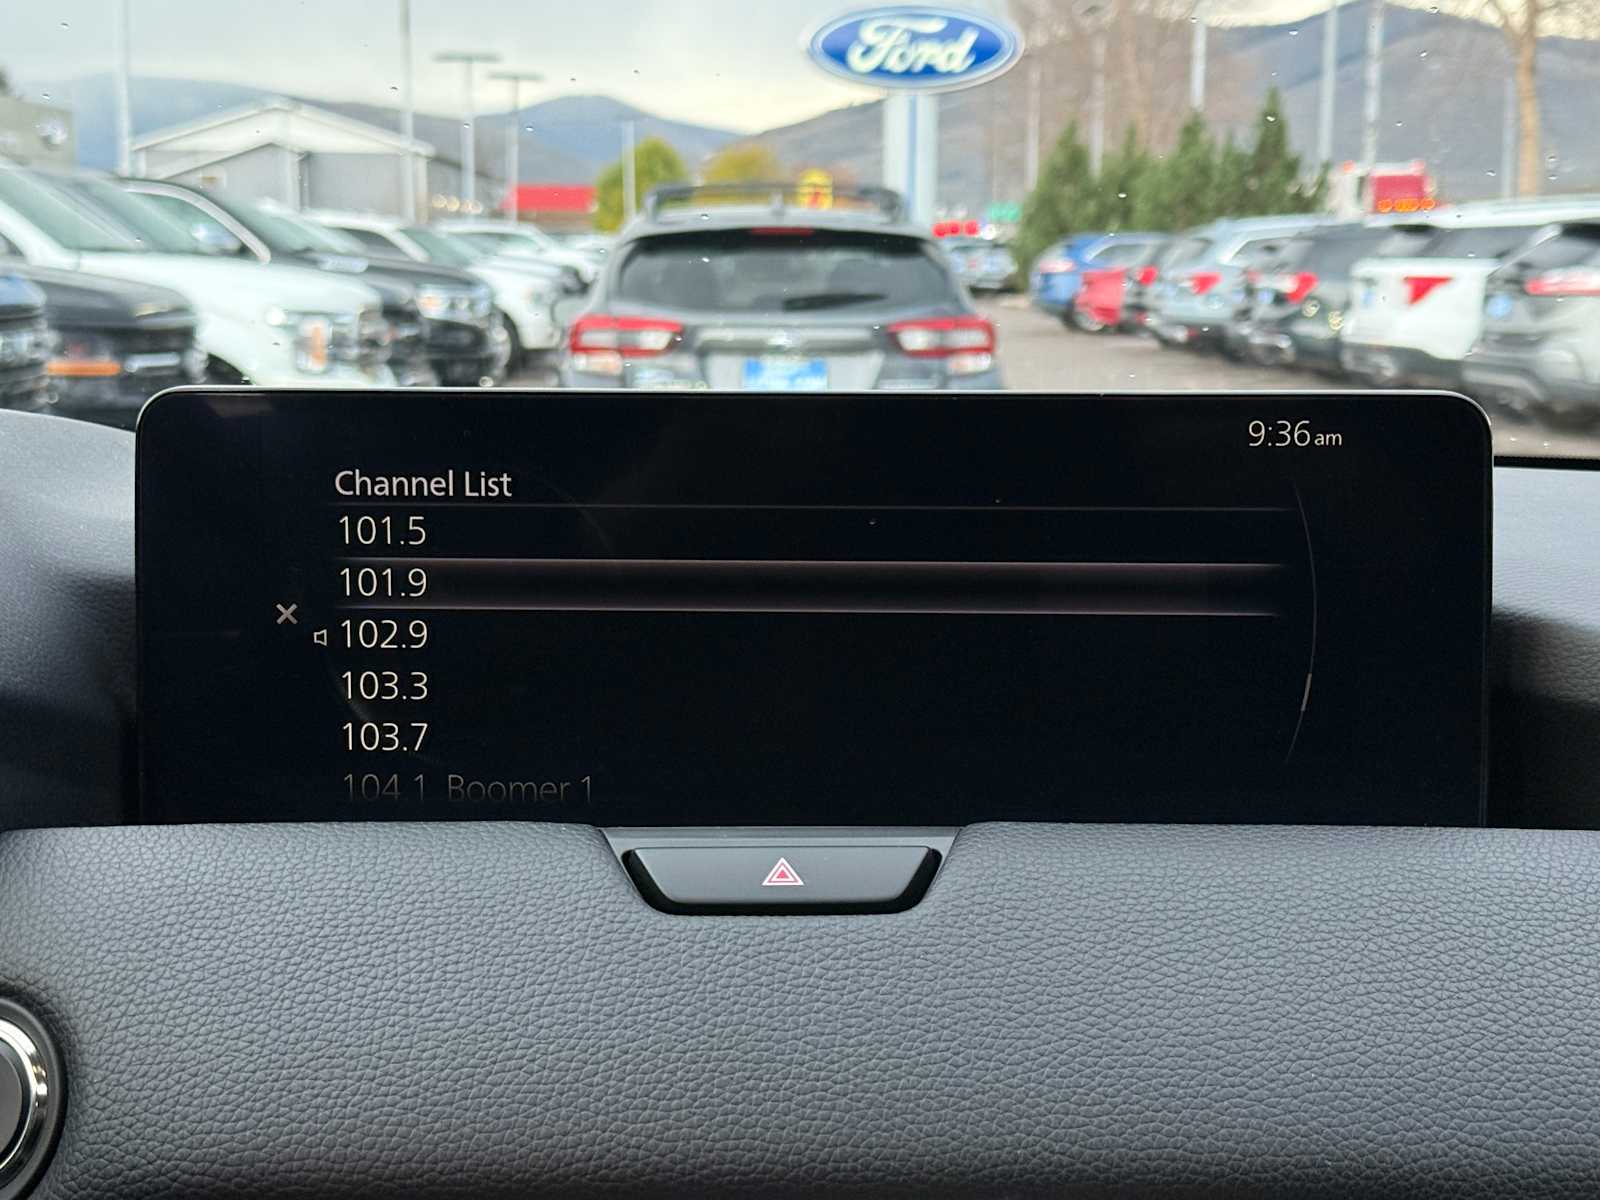 Ford
9:36am
Channel List
101.5
101.9
102.9
103.3
103.7
104.1 Boomer 1